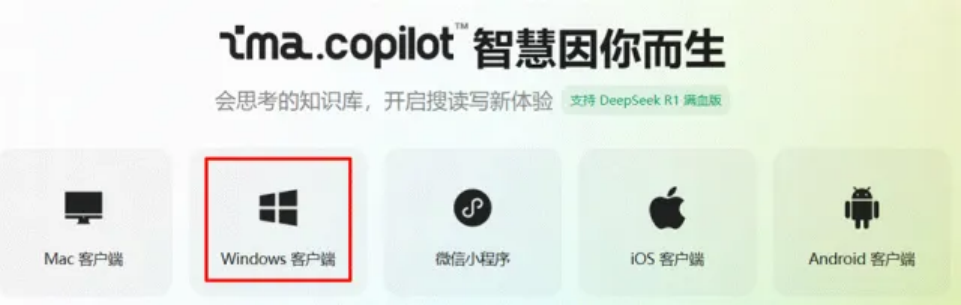 ima.copilot™ 智慧因你而生
会思考的知识库，开启搜读写新体验 支持 DeepSeek R1 满血版
Mac 客户端 Windows 客户端 微信小程序 iOS 客户端 Android 客户端